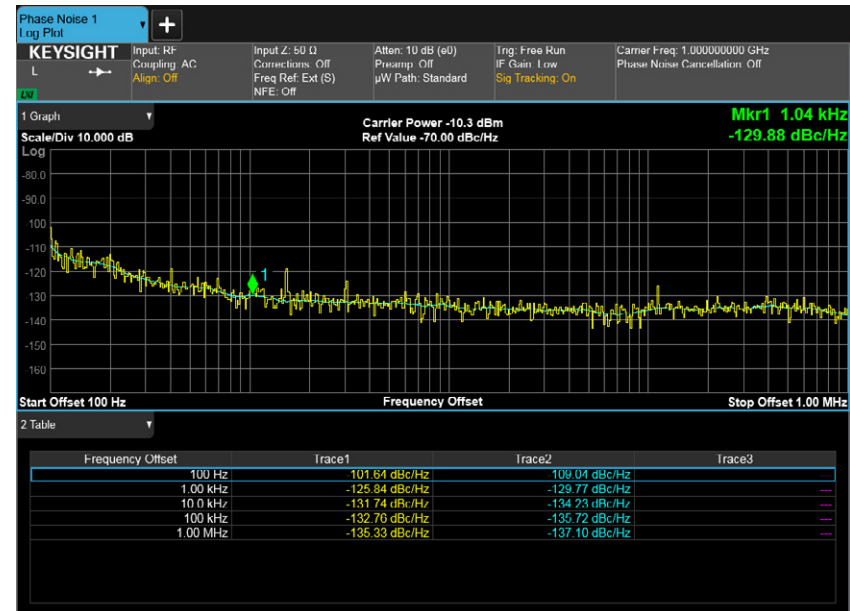 Phase Noise 1
Log Plot
KEYSIGHT
L
LXI
Input: RF
Coupling: AC
Align: Off
Input Z: 50 Ω
Corrections: Off
Freq Ref: Ext (S)
NFE: Off
Atten: 10 dB (e0)
Preamp: Off
µW Path: Standard
Trig: Free Run
IF Gain: Low
Sig Tracking: On
Carrier Freq: 1.000000000 GHz
Phase Noise Cancellation: Off
1 Graph
Scale/Div 10.000 dB
Carrier Power -10.3 dBm
Ref Value -70.00 dBc/Hz
Mkr1 1.04 kHz
-129.88 dBc/Hz
Log
-80.0
-90.0
-100
-110
-120
-130
-140
-150
-160
1
Start Offset 100 Hz
Frequency Offset
Stop Offset 1.00 MHz
2 Table
Frequency Offset Trace1 Trace2 Trace3
100 Hz -101.64 dBc/Hz -109.04 dBc/Hz
1.00 kHz -125.84 dBc/Hz -129.77 dBc/Hz ---
10.0 kHz -131.74 dBc/Hz -134.23 dBc/Hz ---
100 kHz -132.76 dBc/Hz -135.72 dBc/Hz ---
1.00 MHz -135.33 dBc/Hz -137.10 dBc/Hz ---